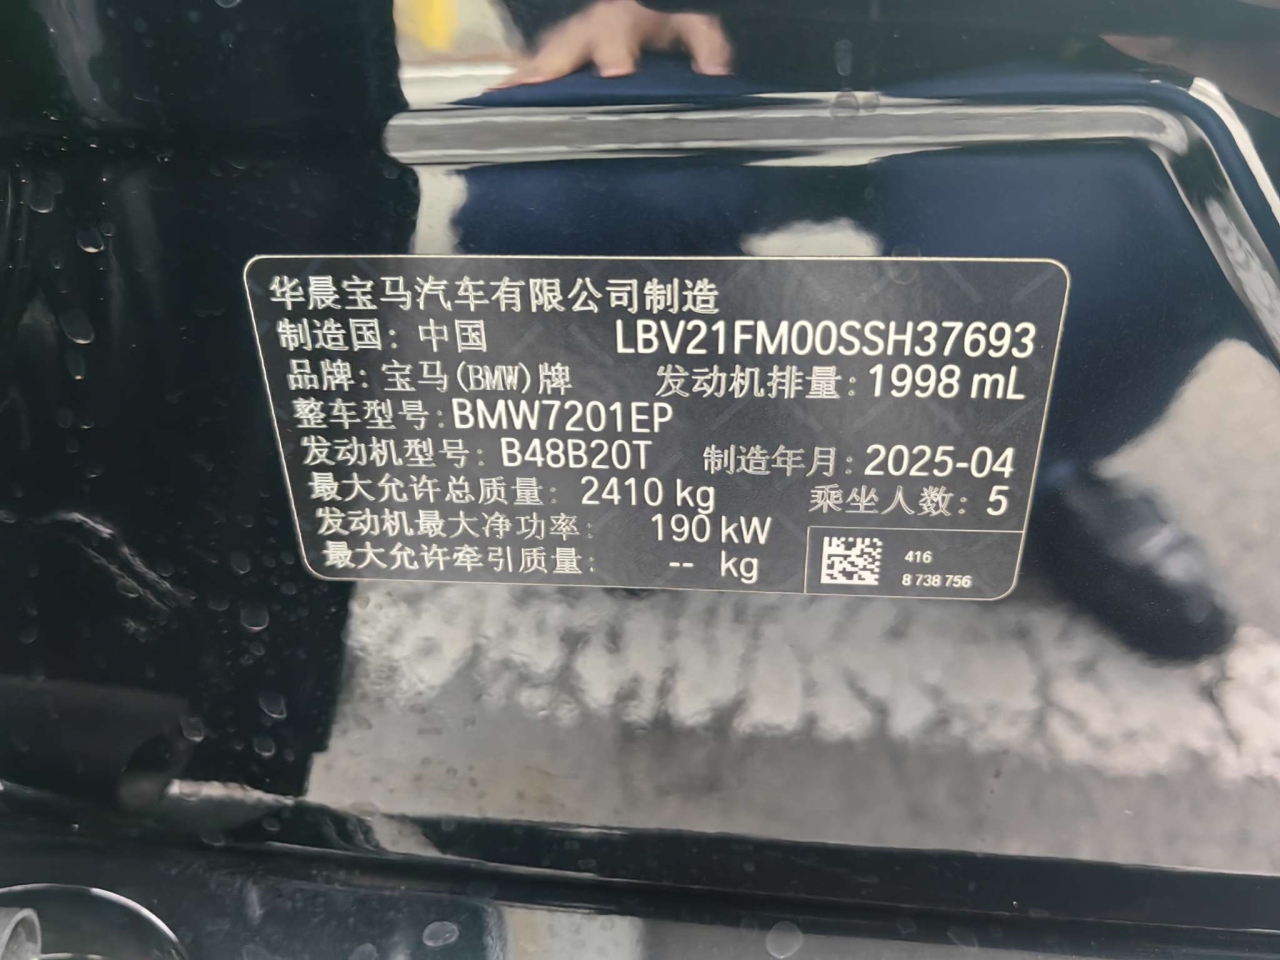 华晨宝马汽车有限公司制造
制造国：中国 LBV21FM00SSH37693
品牌：宝马(BMW)牌 发动机排量：1998 mL
整车型号：BMW7201EP
发动机型号：B48B20T 制造年月：2025-04
最大允许总质量：2410 kg 乘坐人数：5
发动机最大净功率：190 kW
最大允许牵引质量：-- kg
416
8 738 756